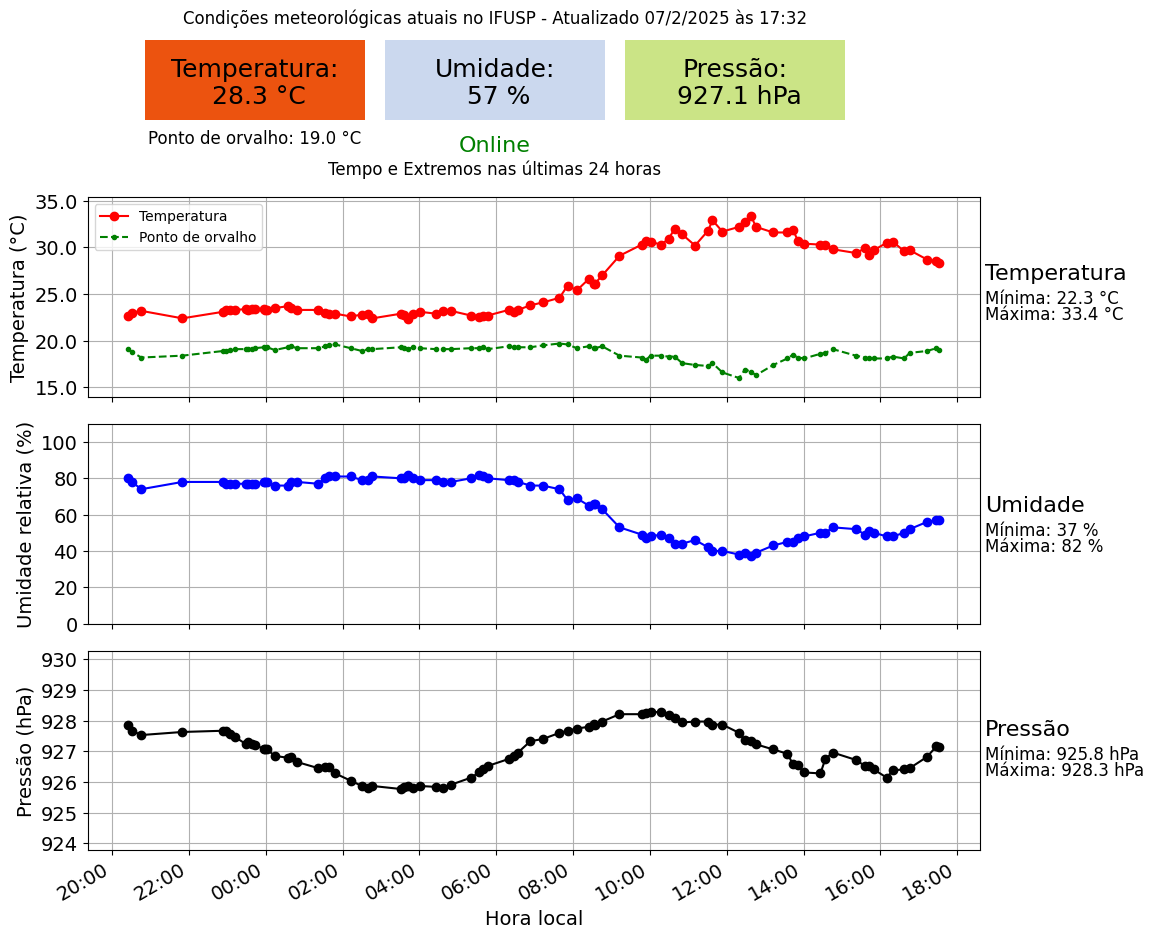 Condições meteorológicas atuais no IFUSP - Atualizado 07/2/2025 às 17:32
Temperatura:
28.3 °C
Umidade:
57 %
Pressão:
927.1 hPa
Ponto de orvalho: 19.0 °C
Online
Tempo e Extremos nas últimas 24 horas
Temperatura (°C)
35.0
30.0
25.0
20.0
15.0
Temperatura
Ponto de orvalho
Temperatura
Mínima: 22.3 °C
Máxima: 33.4 °C
Umidade relativa (%)
100
80
60
40
20
0
Umidade
Mínima: 37 %
Máxima: 82 %
Pressão (hPa)
930
929
928
927
926
925
924
Pressão
Mínima: 925.8 hPa
Máxima: 928.3 hPa
20:00
22:00
00:00
02:00
04:00
06:00
08:00
10:00
12:00
14:00
16:00
18:00
Hora local